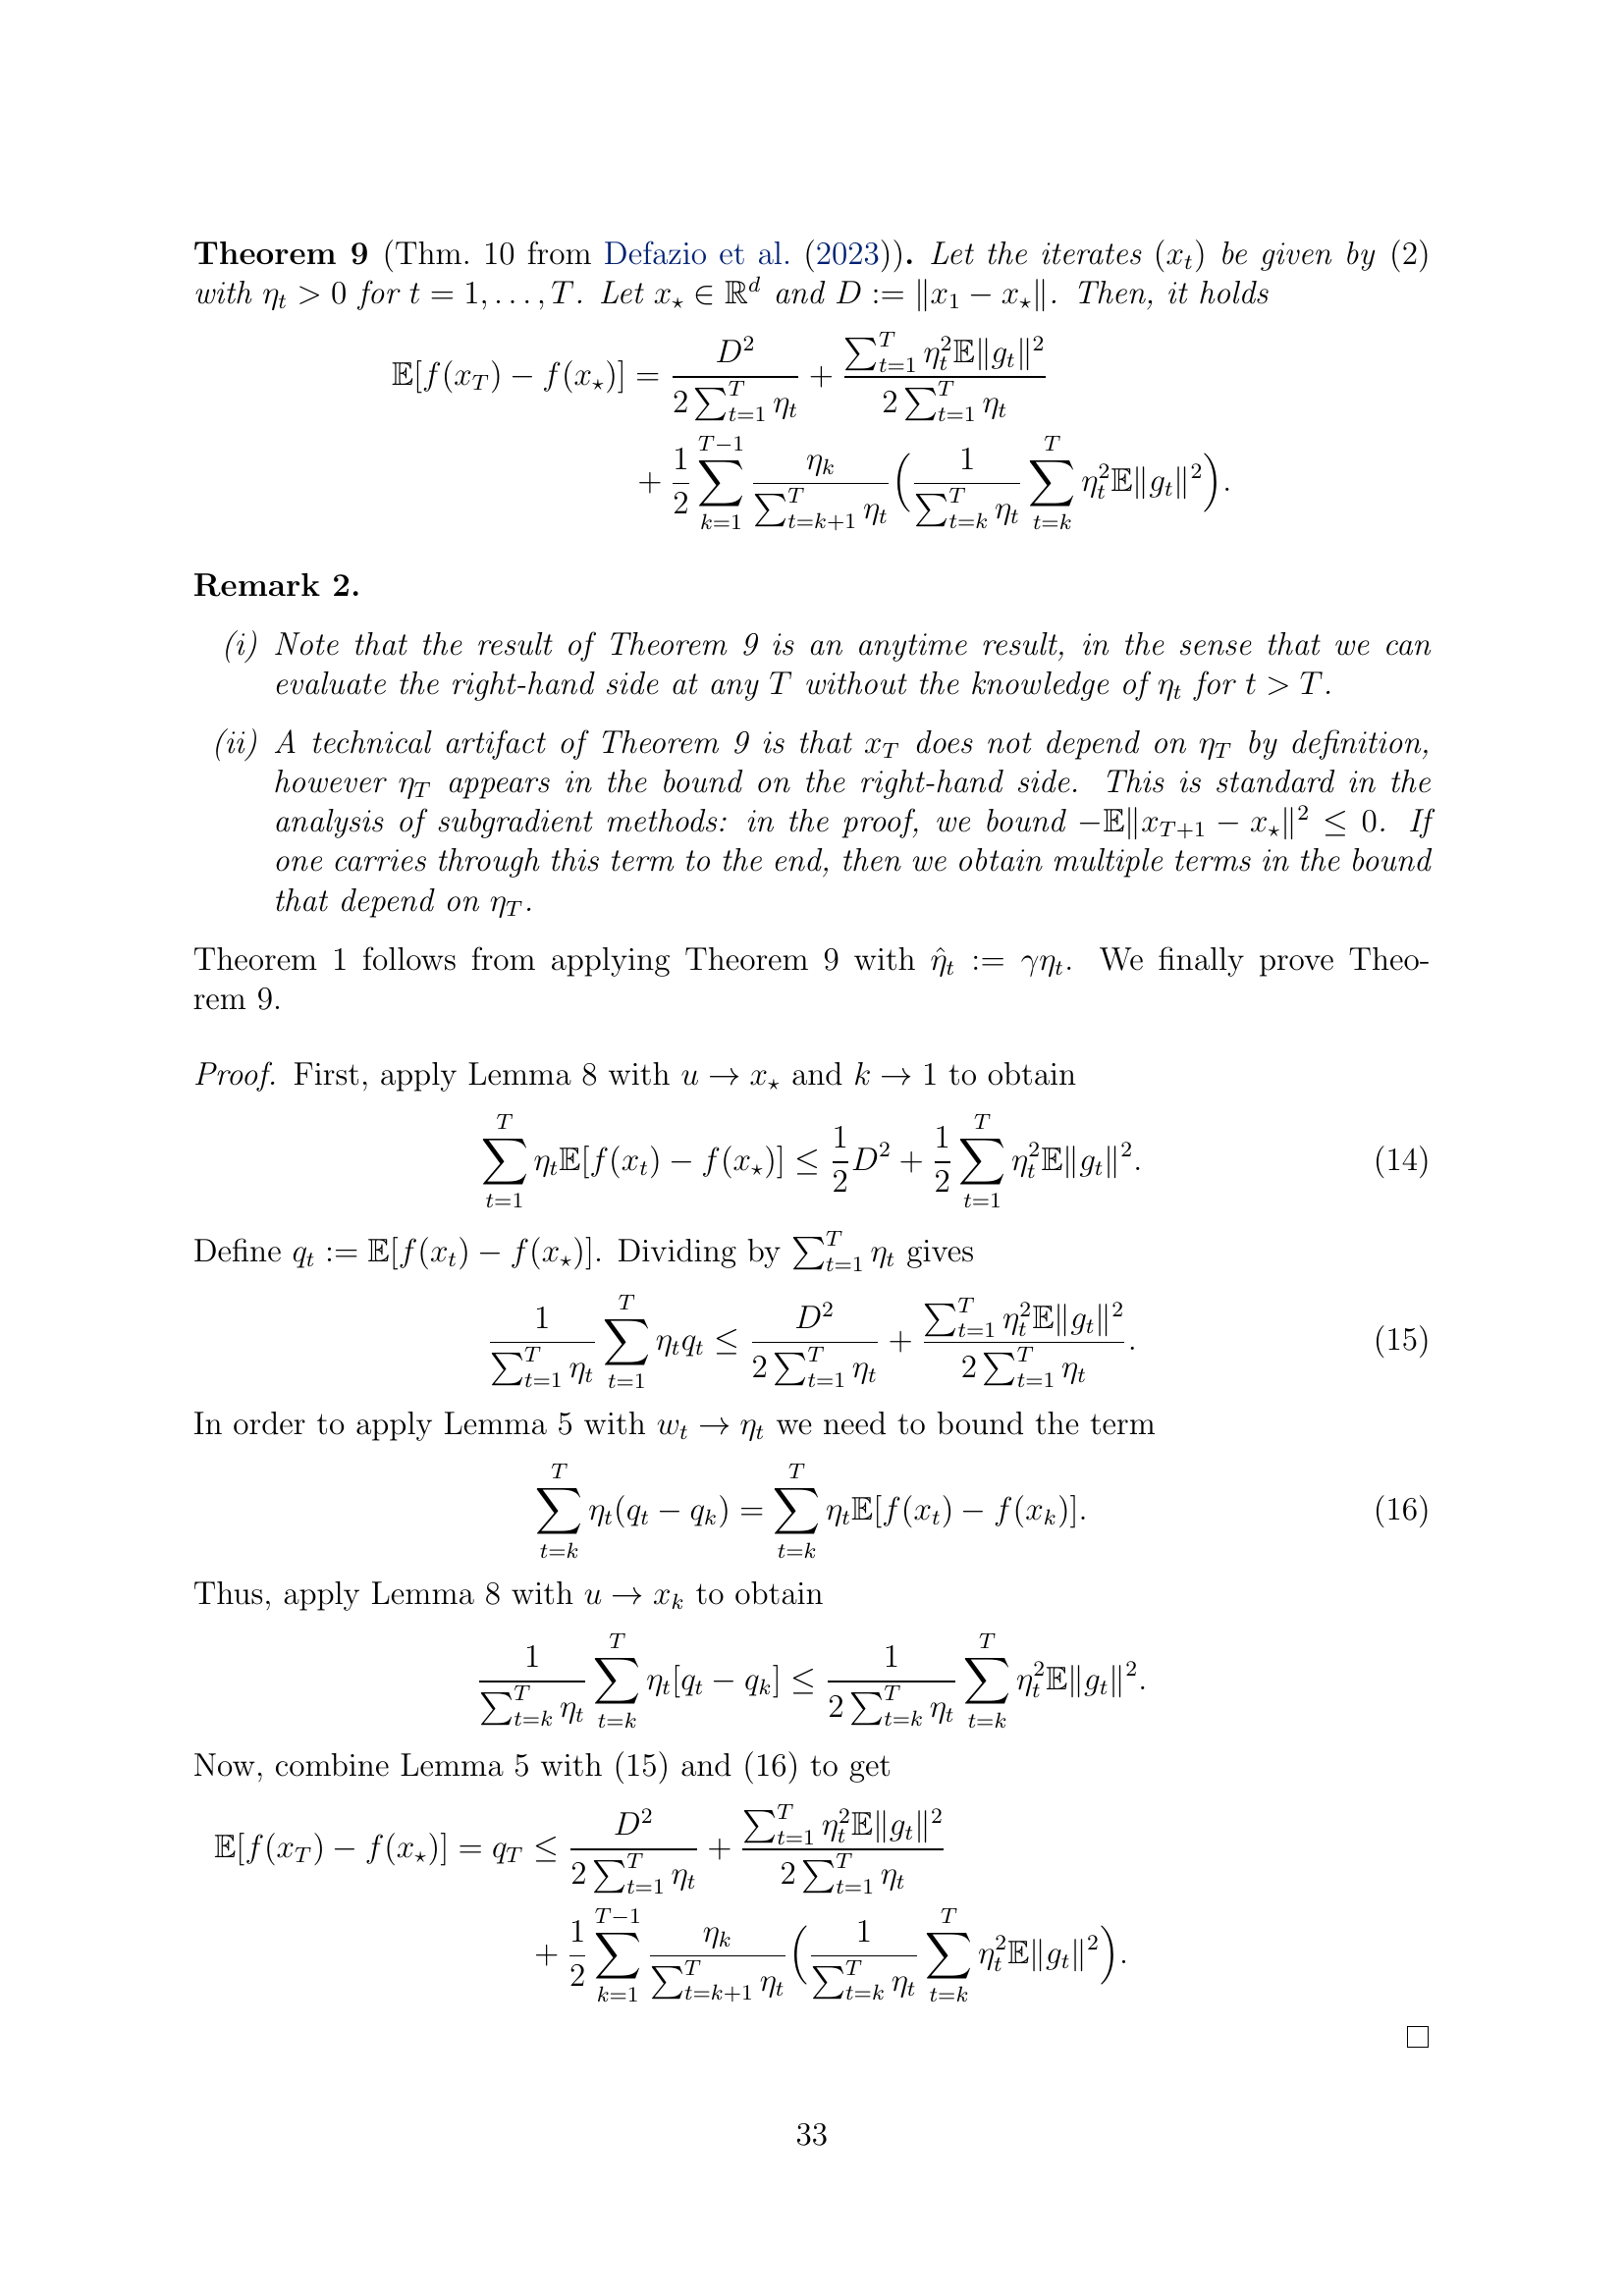 Theorem 9 (Thm. 10 from Defazio et al. (2023)). Let the iterates $(x_t)$ be given by (2)
with $\eta_t > 0$ for $t = 1, \ldots, T$. Let $x_\star \in \mathbb{R}^d$ and $D := \|x_1 - x_\star\|$. Then, it holds
$\mathbb{E}[f(x_T) - f(x_\star)] = \frac{D^2}{2\sum_{t=1}^T \eta_t} + \frac{\sum_{t=1}^T \eta_t^2 \mathbb{E}\|g_t\|^2}{2\sum_{t=1}^T \eta_t}$
$+ \frac{1}{2}\sum_{k=1}^{T-1} \frac{\eta_k}{\sum_{t=k+1}^T \eta_t}\Big(\frac{1}{\sum_{t=k}^T \eta_t}\sum_{t=k}^T \eta_t^2 \mathbb{E}\|g_t\|^2\Big).$
Remark 2.
(i) Note that the result of Theorem 9 is an anytime result, in the sense that we can
evaluate the right-hand side at any $T$ without the knowledge of $\eta_t$ for $t > T$.
(ii) A technical artifact of Theorem 9 is that $x_T$ does not depend on $\eta_T$ by definition,
however $\eta_T$ appears in the bound on the right-hand side. This is standard in the
analysis of subgradient methods: in the proof, we bound $-\mathbb{E}\|x_{T+1} - x_\star\|^2 \leq 0$. If
one carries through this term to the end, then we obtain multiple terms in the bound
that depend on $\eta_T$.
Theorem 1 follows from applying Theorem 9 with $\hat{\eta}_t := \gamma\eta_t$. We finally prove Theo-
rem 9.
Proof. First, apply Lemma 8 with $u \to x_\star$ and $k \to 1$ to obtain
$\sum_{t=1}^T \eta_t \mathbb{E}[f(x_t) - f(x_\star)] \leq \frac{1}{2}D^2 + \frac{1}{2}\sum_{t=1}^T \eta_t^2 \mathbb{E}\|g_t\|^2.$ (14)
Define $q_t := \mathbb{E}[f(x_t) - f(x_\star)]$. Dividing by $\sum_{t=1}^T \eta_t$ gives
$\frac{1}{\sum_{t=1}^T \eta_t}\sum_{t=1}^T \eta_t q_t \leq \frac{D^2}{2\sum_{t=1}^T \eta_t} + \frac{\sum_{t=1}^T \eta_t^2 \mathbb{E}\|g_t\|^2}{2\sum_{t=1}^T \eta_t}.$ (15)
In order to apply Lemma 5 with $w_t \to \eta_t$ we need to bound the term
$\sum_{t=k}^T \eta_t(q_t - q_k) = \sum_{t=k}^T \eta_t \mathbb{E}[f(x_t) - f(x_k)].$ (16)
Thus, apply Lemma 8 with $u \to x_k$ to obtain
$\frac{1}{\sum_{t=k}^T \eta_t}\sum_{t=k}^T \eta_t[q_t - q_k] \leq \frac{1}{2\sum_{t=k}^T \eta_t}\sum_{t=k}^T \eta_t^2 \mathbb{E}\|g_t\|^2.$
Now, combine Lemma 5 with (15) and (16) to get
$\mathbb{E}[f(x_T) - f(x_\star)] = q_T \leq \frac{D^2}{2\sum_{t=1}^T \eta_t} + \frac{\sum_{t=1}^T \eta_t^2 \mathbb{E}\|g_t\|^2}{2\sum_{t=1}^T \eta_t}$
$+ \frac{1}{2}\sum_{k=1}^{T-1} \frac{\eta_k}{\sum_{t=k+1}^T \eta_t}\Big(\frac{1}{\sum_{t=k}^T \eta_t}\sum_{t=k}^T \eta_t^2 \mathbb{E}\|g_t\|^2\Big).$
□
33